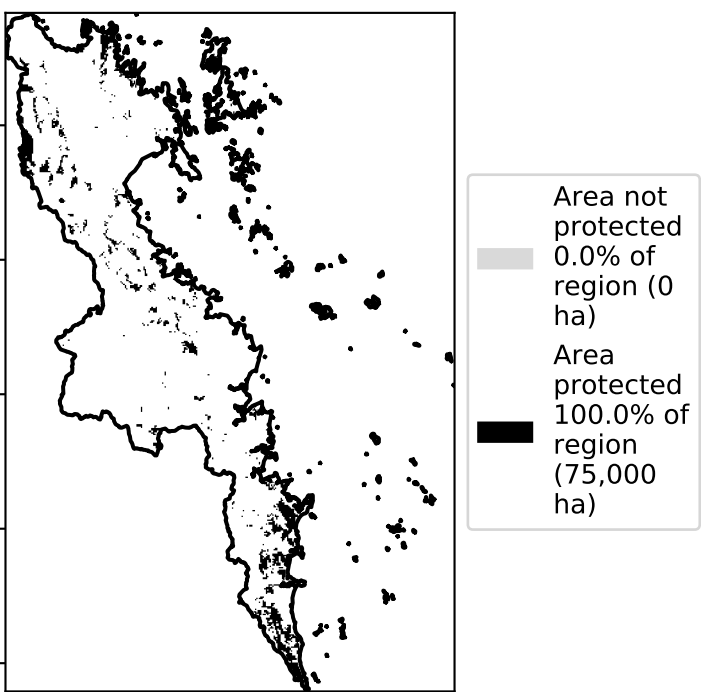 Area not
protected
0.0% of
region (0
ha)
Area
protected
100.0% of
region
(75,000
ha)